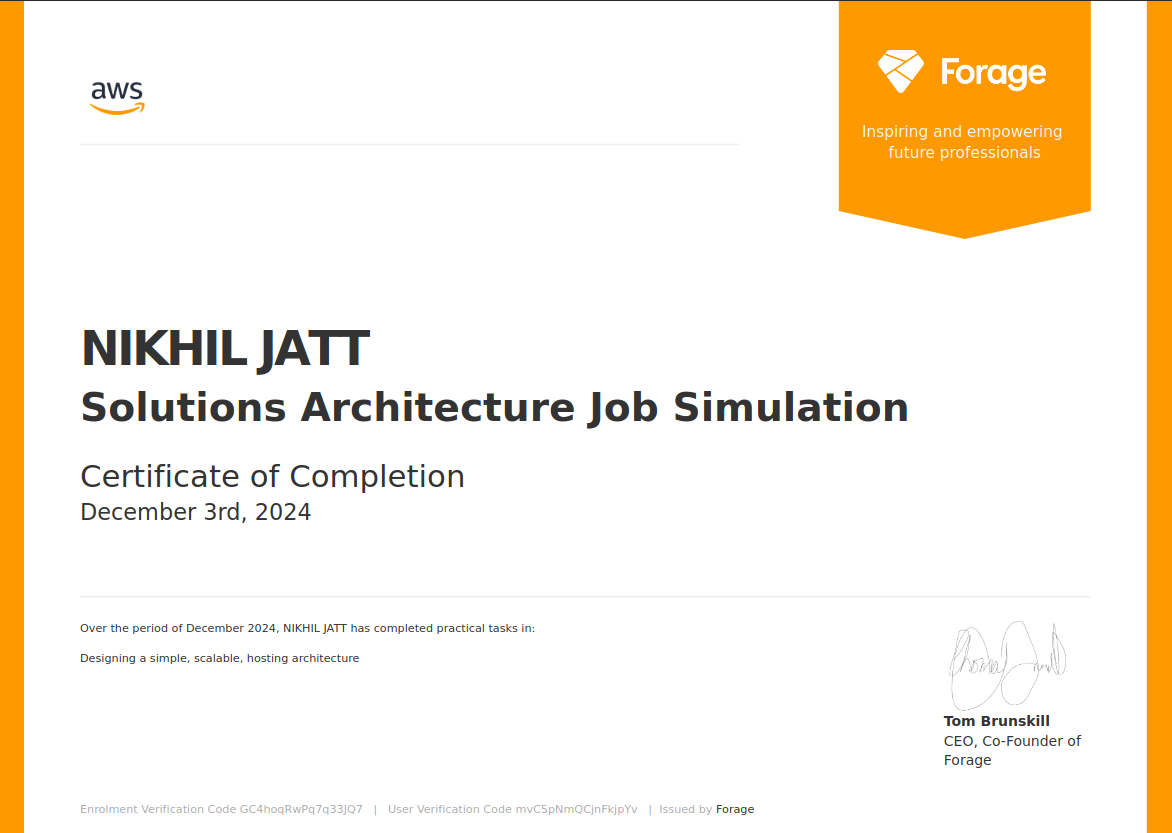 aws
Forage
Inspiring and empowering
future professionals
NIKHIL JATT
Solutions Architecture Job Simulation
Certificate of Completion
December 3rd, 2024
Over the period of December 2024, NIKHIL JATT has completed practical tasks in:
Designing a simple, scalable, hosting architecture
Tom Brunskill
CEO, Co-Founder of
Forage
Enrolment Verification Code GC4hoqRwPq7q33JQ7 | User Verification Code mvC5pNmQCjnFkjpYv | Issued by Forage